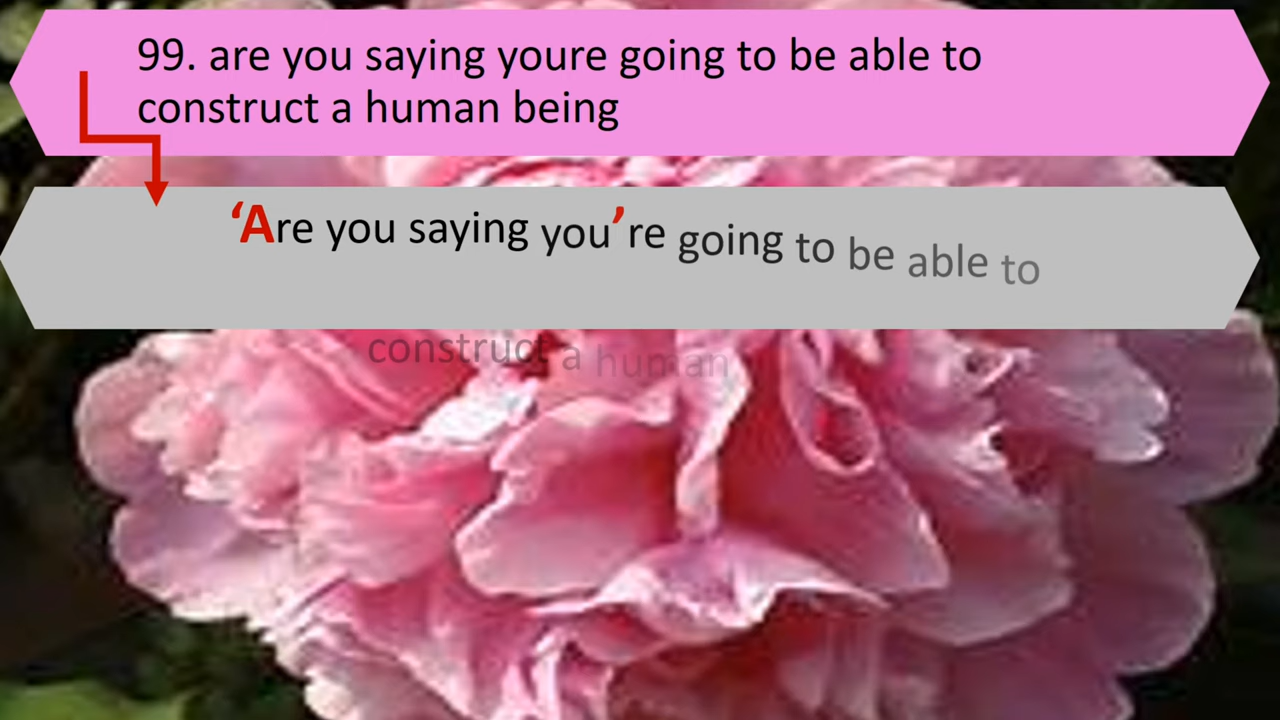 99. are you saying youre going to be able to
construct a human being
‘Are you saying you’re going to be able to
construct a human